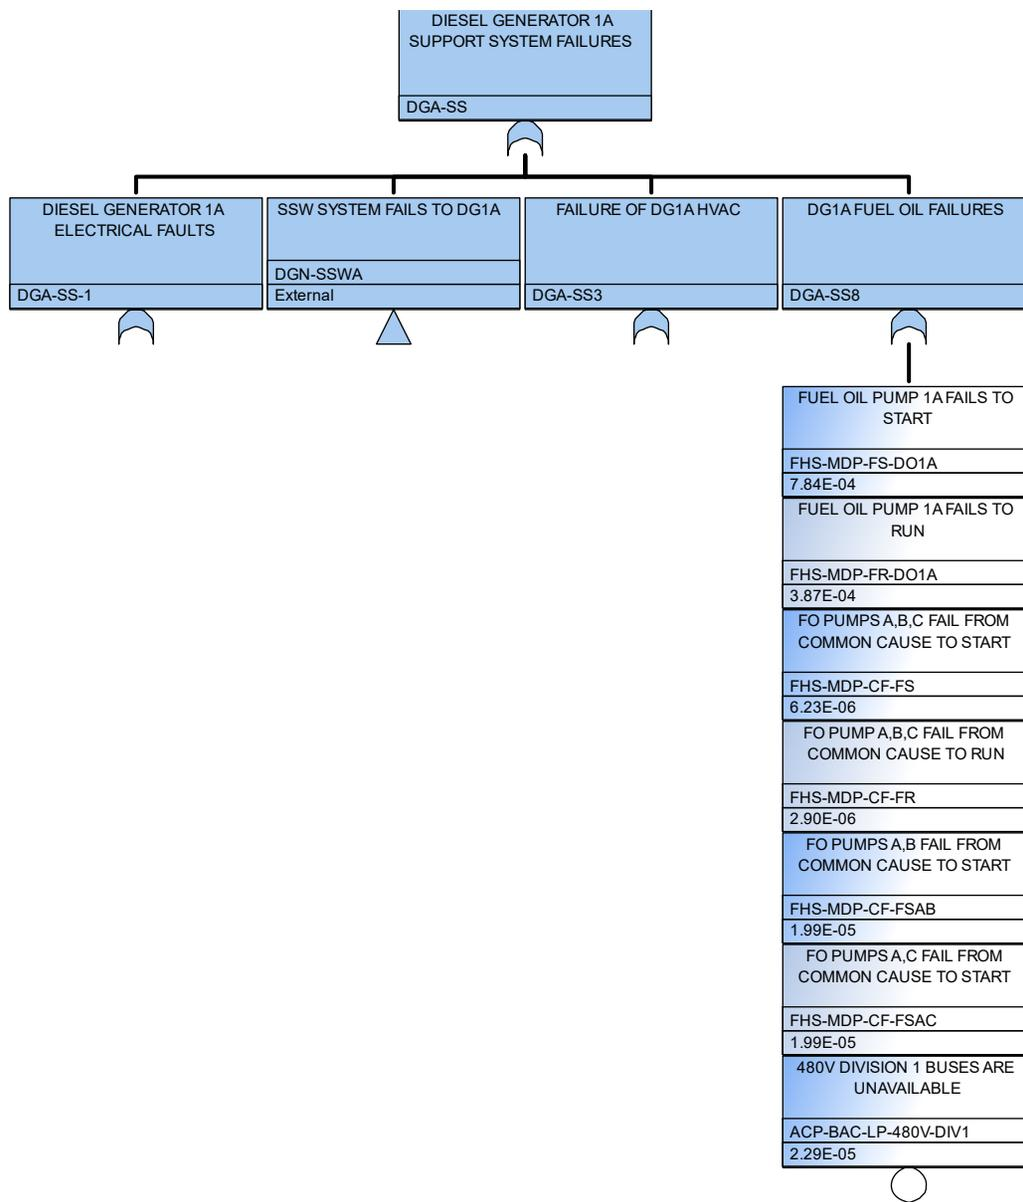 DIESEL GENERATOR 1A
SUPPORT SYSTEM FAILURES
DGA-SS
DIESEL GENERATOR 1A
ELECTRICAL FAULTS
DGA-SS-1
SSW SYSTEM FAILS TO DG1A
DGN-SSWA
External
FAILURE OF DG1A HVAC
DGA-SS3
DG1A FUEL OIL FAILURES
DGA-SS8
FUEL OIL PUMP 1A FAILS TO
START
FHS-MDP-FS-DO1A
7.84E-04
FUEL OIL PUMP 1A FAILS TO
RUN
FHS-MDP-FR-DO1A
3.87E-04
FO PUMPS A,B,C FAIL FROM
COMMON CAUSE TO START
FHS-MDP-CF-FS
6.23E-06
FO PUMP A,B,C FAIL FROM
COMMON CAUSE TO RUN
FHS-MDP-CF-FR
2.90E-06
FO PUMPS A,B FAIL FROM
COMMON CAUSE TO START
FHS-MDP-CF-FSAB
1.99E-05
FO PUMPS A,C FAIL FROM
COMMON CAUSE TO START
FHS-MDP-CF-FSAC
1.99E-05
480V DIVISION 1 BUSES ARE
UNAVAILABLE
ACP-BAC-LP-480V-DIV1
2.29E-05